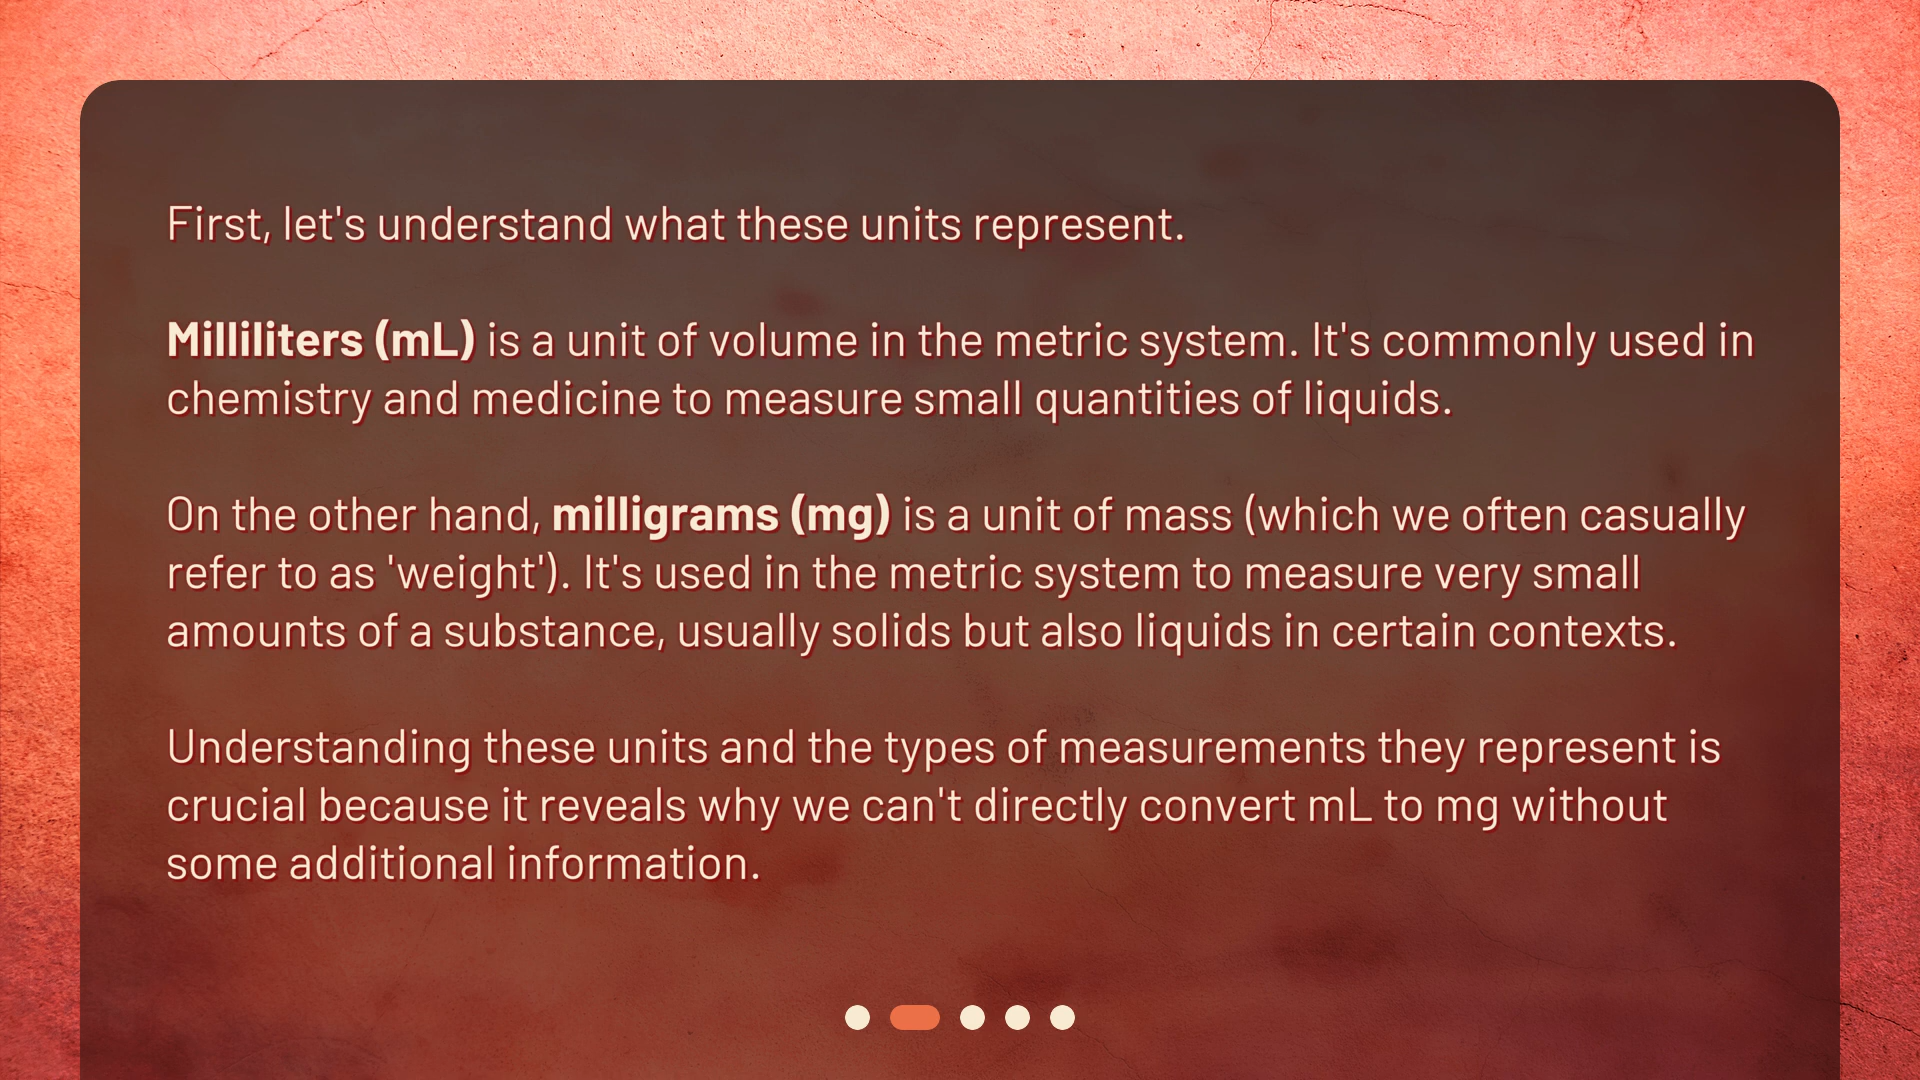 First, let's understand what these units represent.
Milliliters (mL) is a unit of volume in the metric system. It's commonly used in
chemistry and medicine to measure small quantities of liquids.
On the other hand, milligrams (mg) is a unit of mass (which we often casually
refer to as 'weight'). It's used in the metric system to measure very small
amounts of a substance, usually solids but also liquids in certain contexts.
Understanding these units and the types of measurements they represent is
crucial because it reveals why we can't directly convert mL to mg without
some additional information.